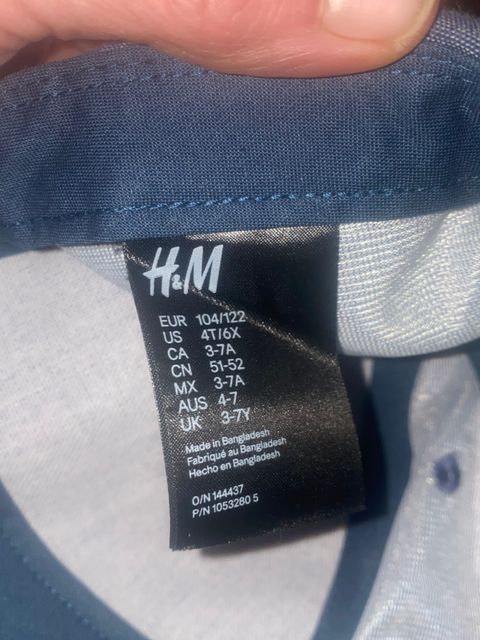 H&M
EUR 104/122
US 4T/6X
CA 3-7A
CN 51-52
MX 3-7A
AUS 4-7
UK 3-7Y
Made in Bangladesh
Fabriqué au Bangladesh
Hecho en Bangladesh
O/N 144437
P/N 1053280 5